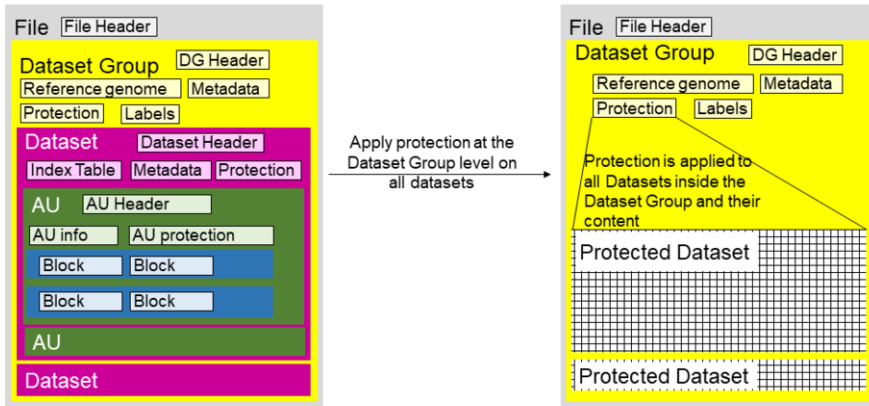 File File Header
Dataset Group DG Header
Reference genome Metadata
Protection Labels
Dataset Dataset Header
Index Table Metadata Protection
AU AU Header
AU info AU protection
Block Block
Block Block
AU
Dataset
Apply protection at the
Dataset Group level on
all datasets
File File Header
Dataset Group DG Header
Reference genome Metadata
Protection Labels
Protection is applied to
all Datasets inside the
Dataset Group and their
content
Protected Dataset
Protected Dataset